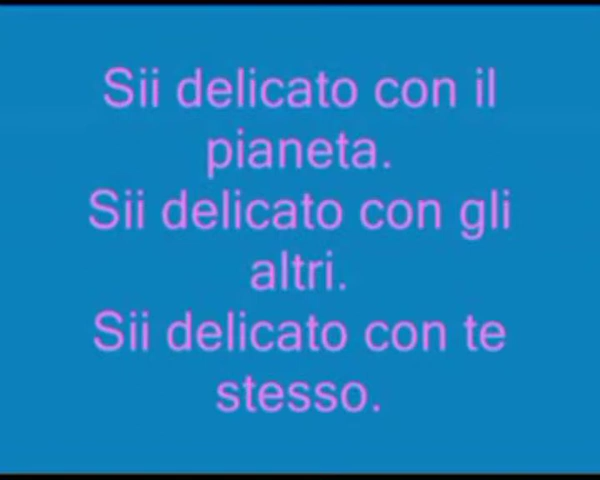 Sii delicato con il
pianeta.
Sii delicato con gli
altri.
Sii delicato con te
stesso.